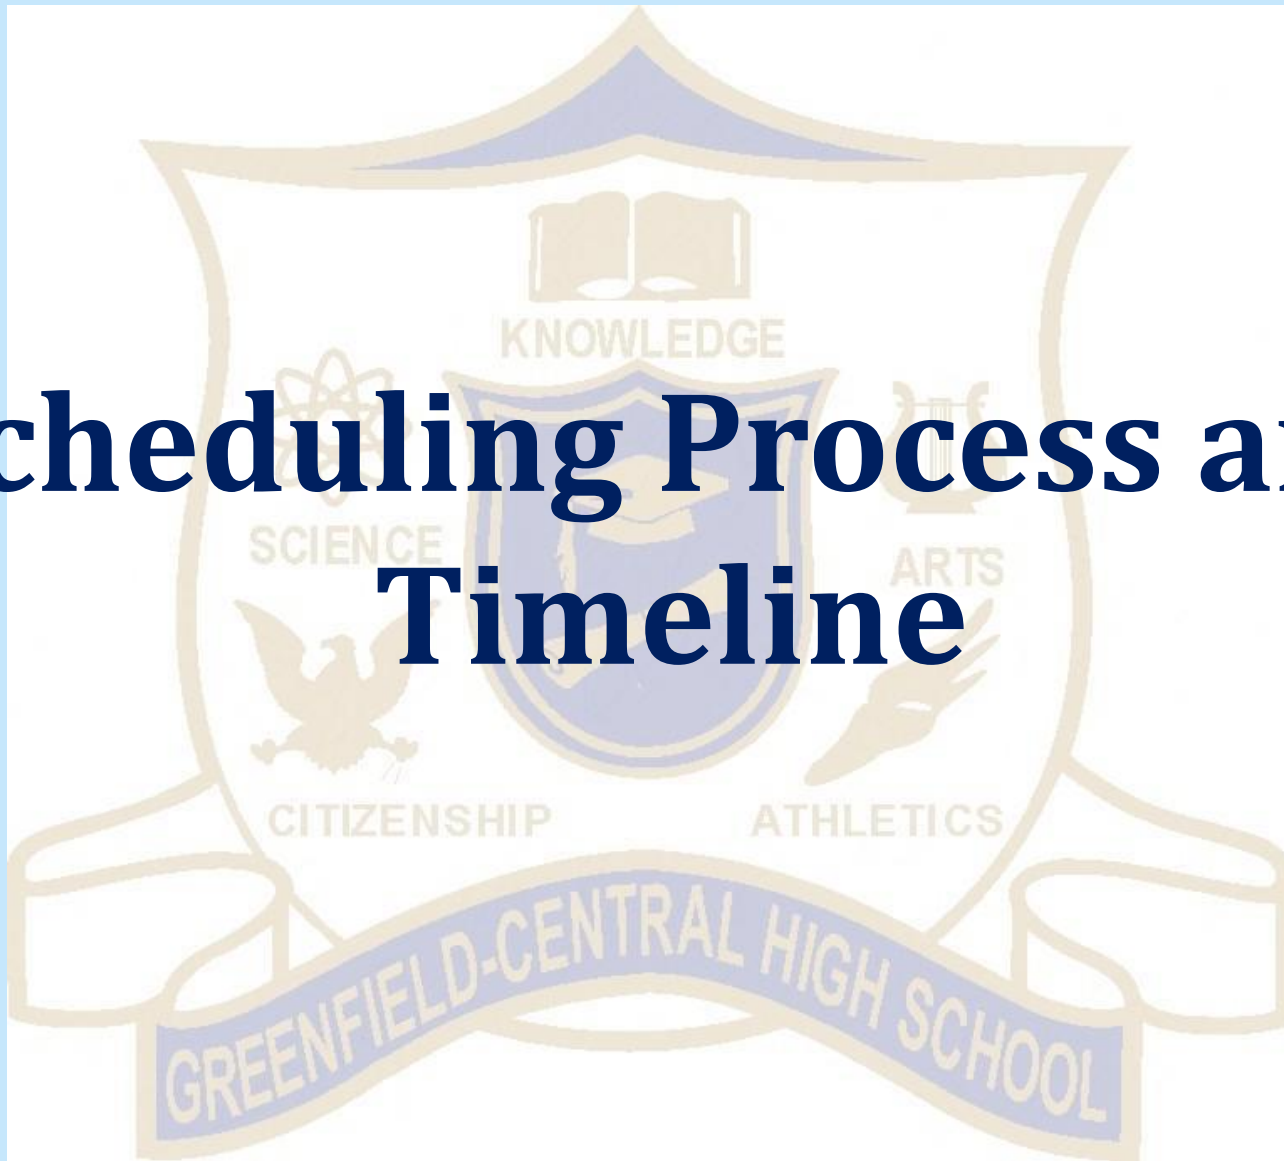 KNOWLEDGE
cheduling Process a
Timeline
SCIENCE
ARTS
CITIZENSHIP
ATHLETICS
GREENFIELD-CENTRAL HIGH SCHOOL